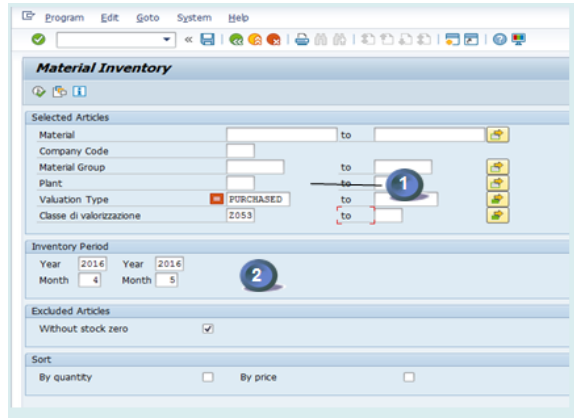 Program Edit Goto System Help
Material Inventory
Selected Articles
Material to
Company Code
Material Group to
Plant to
1
Valuation Type PURCHASED to
Classe di valorizzazione Z053 to
Inventory Period
Year 2016 Year 2016
Month 4 Month 5
2
Excluded Articles
Without stock zero
Sort
By quantity By price